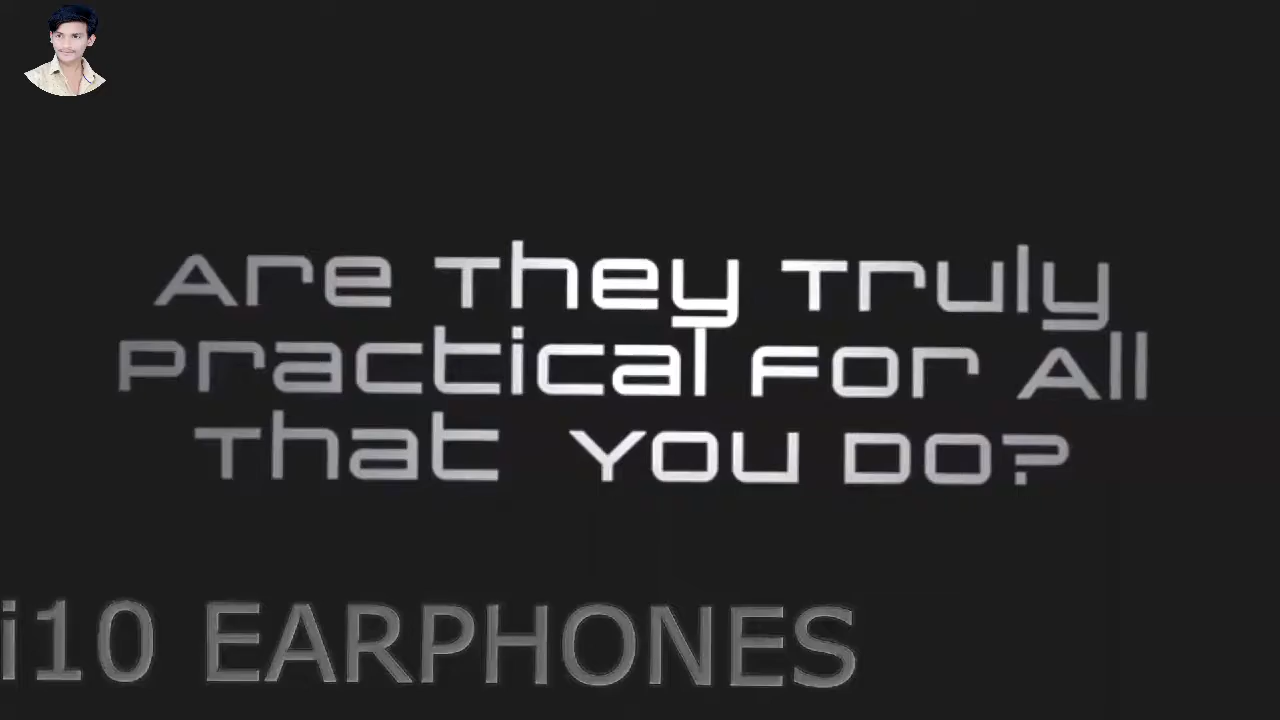 Are They Truly
Practical For All
That You Do?
i10 EARPHONES